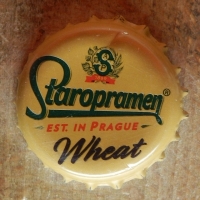 S
Staropramen®
EST. IN PRAGUE
Wheat